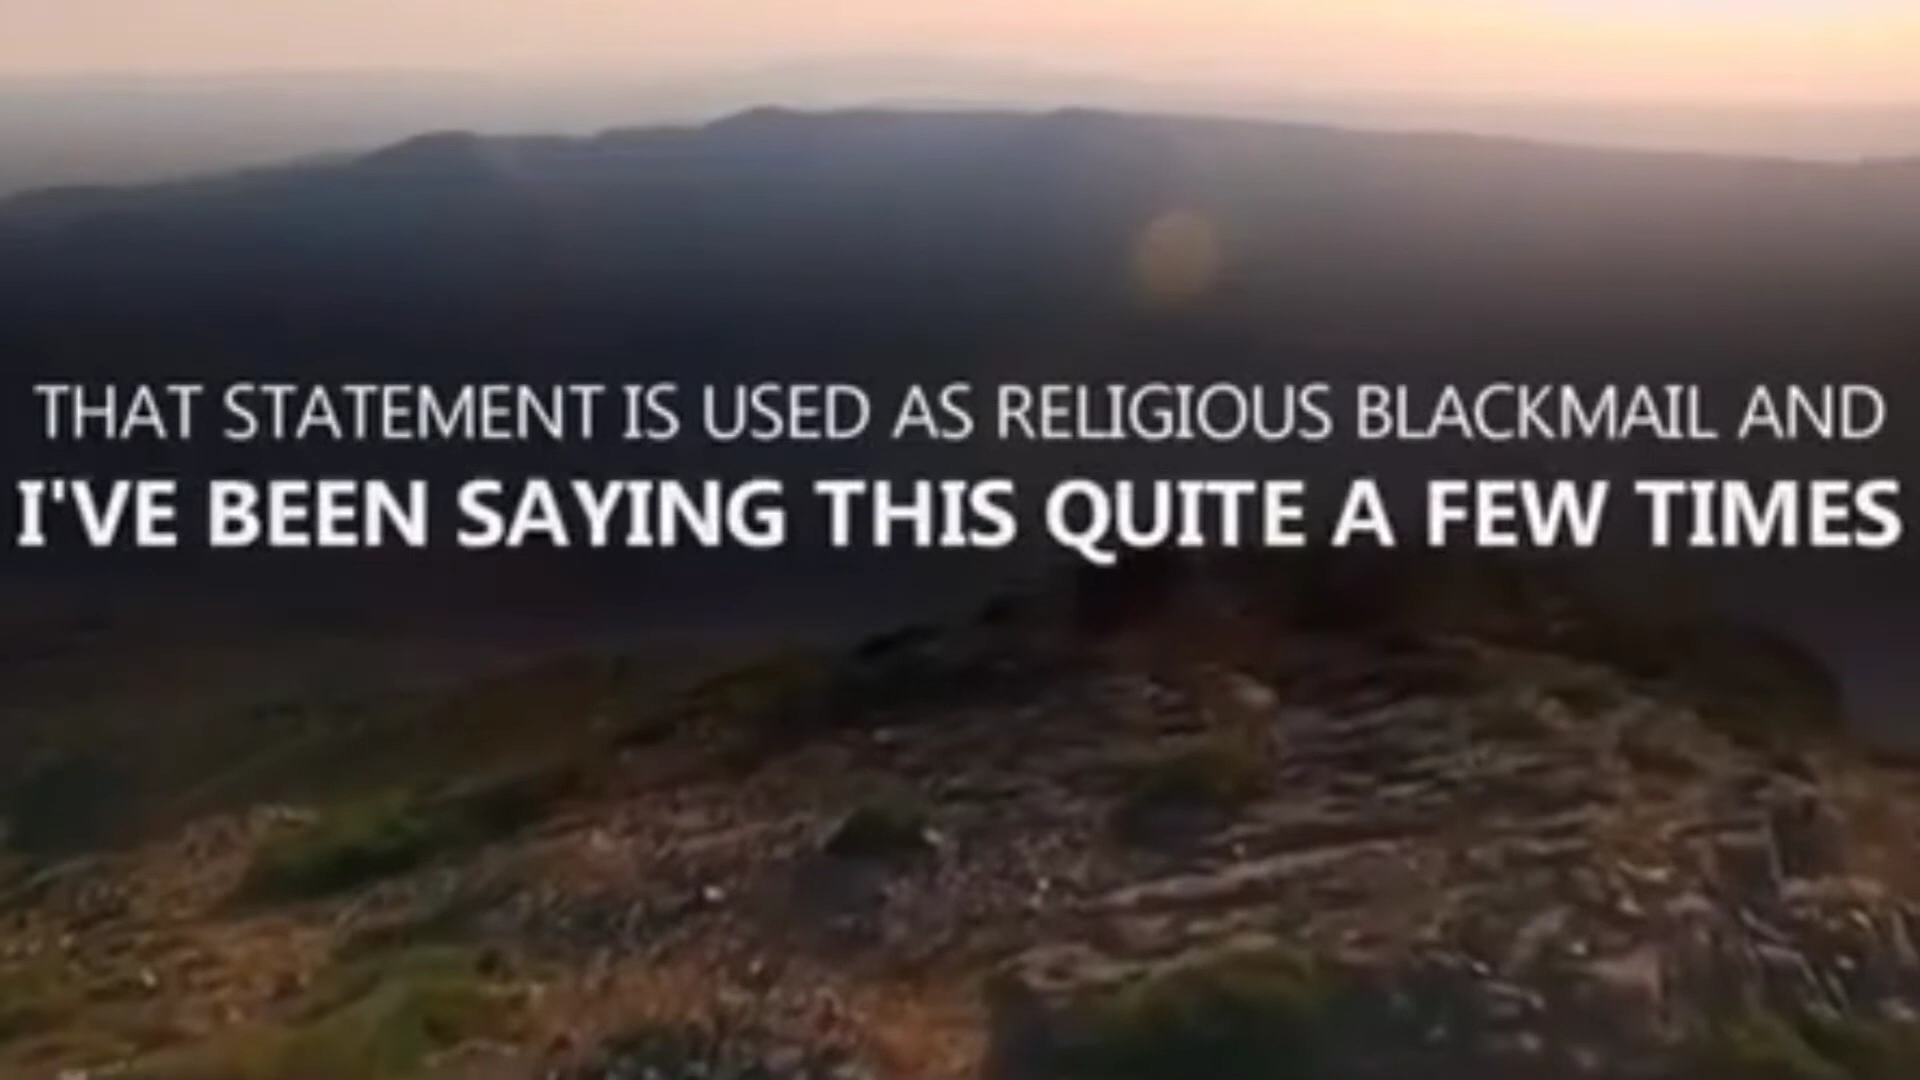 THAT STATEMENT IS USED AS RELIGIOUS BLACKMAIL AND
I'VE BEEN SAYING THIS QUITE A FEW TIMES